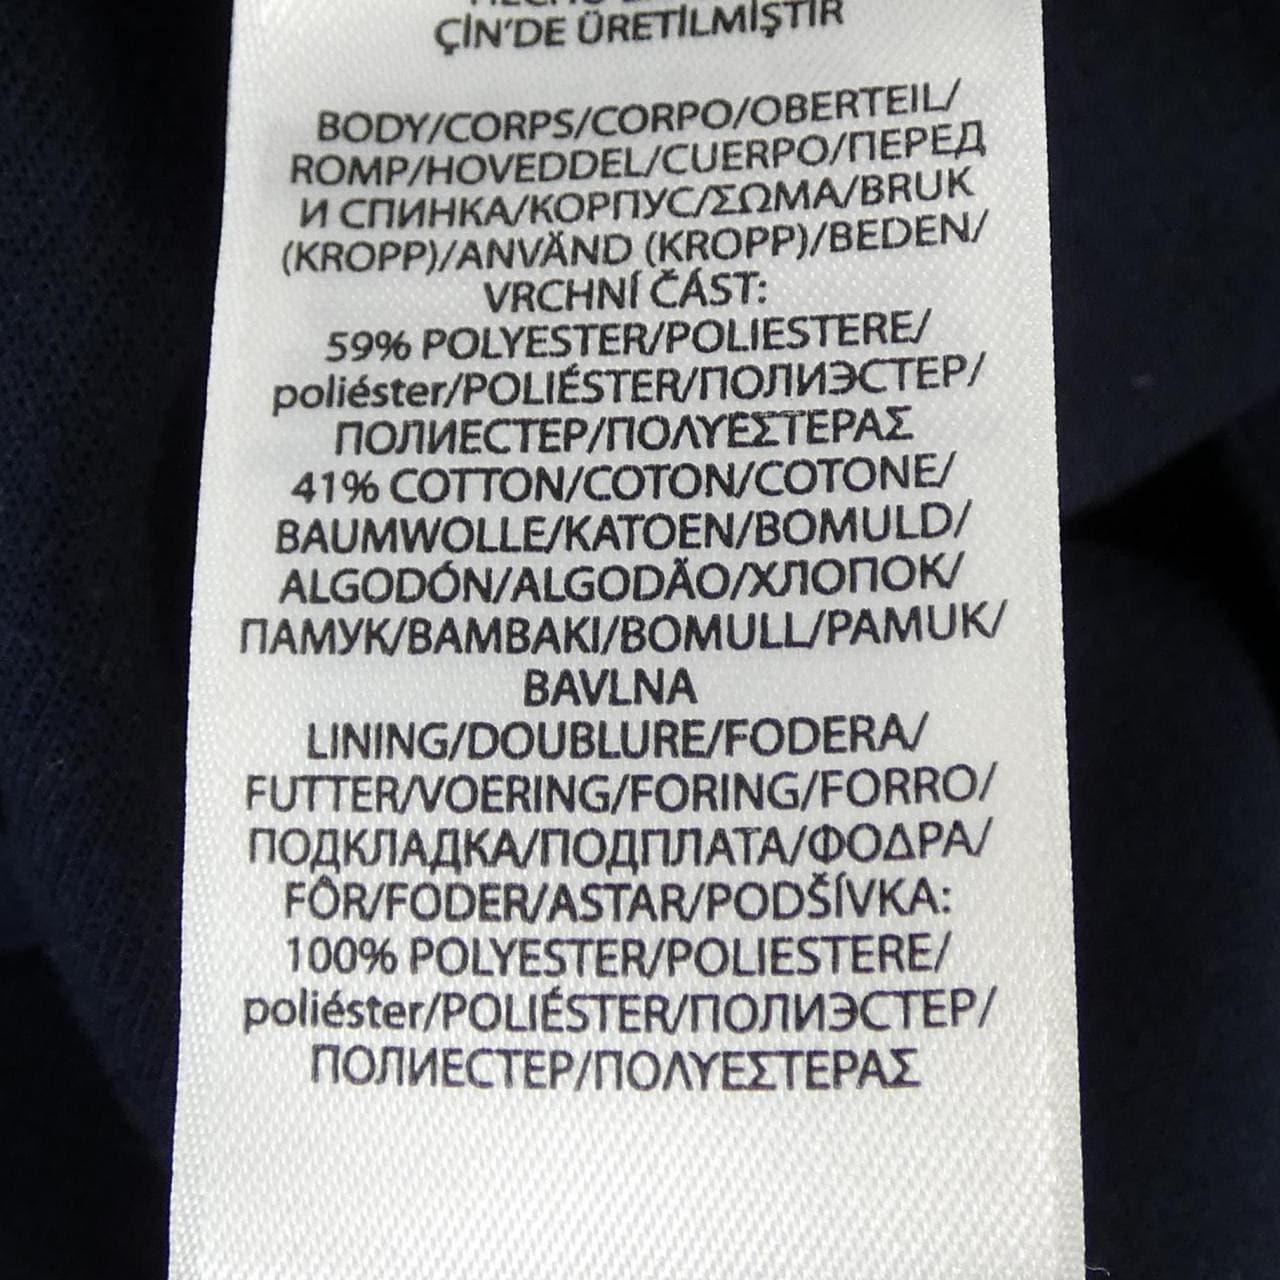 ÇİN'DE ÜRETİLMİŞTİR
BODY/CORPS/CORPO/OBERTEIL/
ROMP/HOVEDDEL/CUERPO/ПЕРЕД
И СПИНКА/КОРПУС/ΣΩΜΑ/BRUK
(KROPP)/ANVÄND (KROPP)/BEDEN/
VRCHNÍ ČÁST:
59% POLYESTER/POLIESTERE/
poliéster/POLIÉSTER/ПОЛИЭСТЕР/
ПОЛИЕСТЕР/ΠΟΛΥΕΣΤΕΡΑΣ
41% COTTON/COTON/COTONE/
BAUMWOLLE/KATOEN/BOMULD/
ALGODÓN/ALGODÃO/ХЛОПОК/
ПАМУК/BAMBAKI/BOMULL/PAMUK/
BAVLNA
LINING/DOUBLURE/FODERA/
FUTTER/VOERING/FORING/FORRO/
ПОДКЛАДКА/ПОДПЛАТА/ΦΟΔΡΑ/
FÔR/FODER/ASTAR/PODŠÍVKA:
100% POLYESTER/POLIESTERE/
poliéster/POLIÉSTER/ПОЛИЭСТЕР/
ПОЛИЕСТЕР/ΠΟΛΥΕΣΤΕΡΑΣ